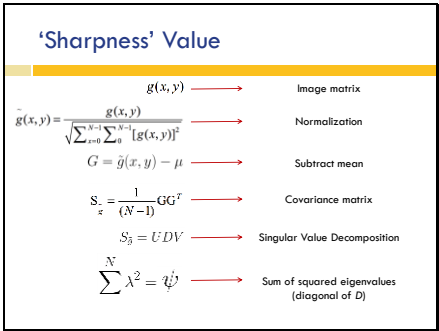 ‘Sharpness’ Value
g(x, y) Image matrix
g̃(x, y) = g(x, y) / √(∑_{x=0}^{N−1} ∑_{0}^{N−1} [g(x, y)]²) Normalization
G = g̃(x, y) − μ Subtract mean
S_g̃ = 1/(N−1) GG^T Covariance matrix
S_g̃ = UDV Singular Value Decomposition
∑^N λ² = ψ Sum of squared eigenvalues
(diagonal of D)